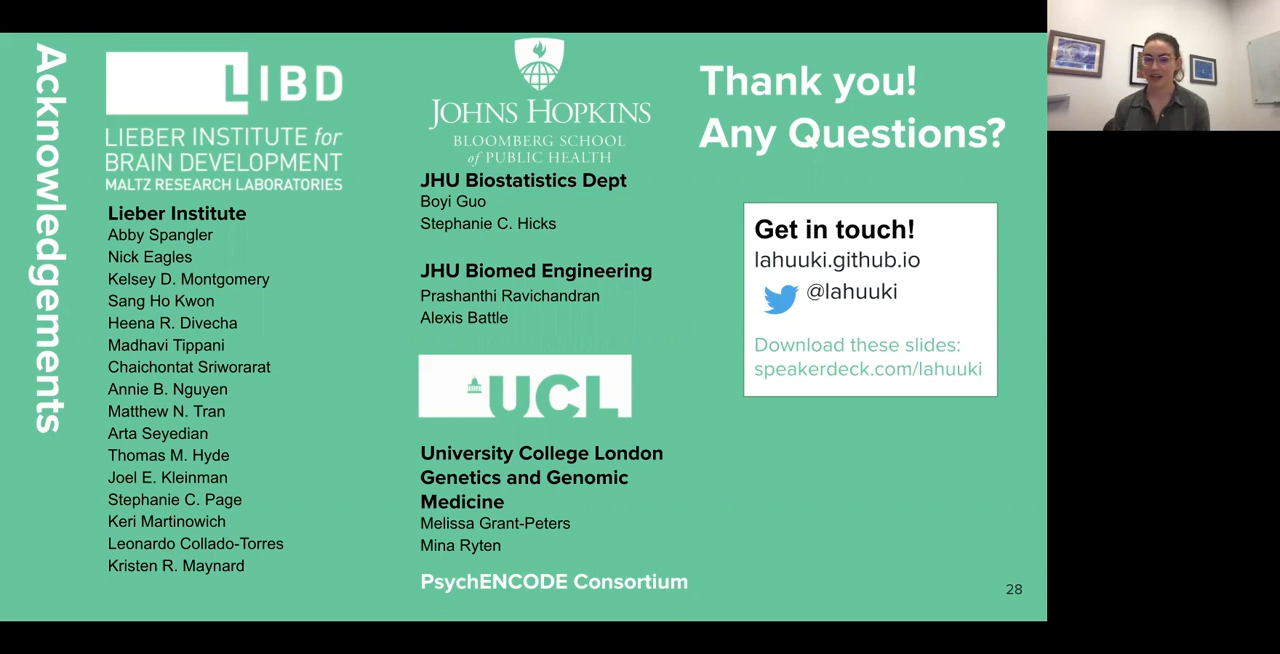 Acknowledgements
LIBD
LIEBER INSTITUTE for
BRAIN DEVELOPMENT
MALTZ RESEARCH LABORATORIES
Lieber Institute
Abby Spangler
Nick Eagles
Kelsey D. Montgomery
Sang Ho Kwon
Heena R. Divecha
Madhavi Tippani
Chaichontat Sriworarat
Annie B. Nguyen
Matthew N. Tran
Arta Seyedian
Thomas M. Hyde
Joel E. Kleinman
Stephanie C. Page
Keri Martinowich
Leonardo Collado-Torres
Kristen R. Maynard
JOHNS HOPKINS
BLOOMBERG SCHOOL
of PUBLIC HEALTH
JHU Biostatistics Dept
Boyi Guo
Stephanie C. Hicks
JHU Biomed Engineering
Prashanthi Ravichandran
Alexis Battle
UCL
University College London
Genetics and Genomic
Medicine
Melissa Grant-Peters
Mina Ryten
PsychENCODE Consortium
Thank you!
Any Questions?
Get in touch!
lahuuki.github.io
@lahuuki
Download these slides:
speakerdeck.com/lahuuki
28